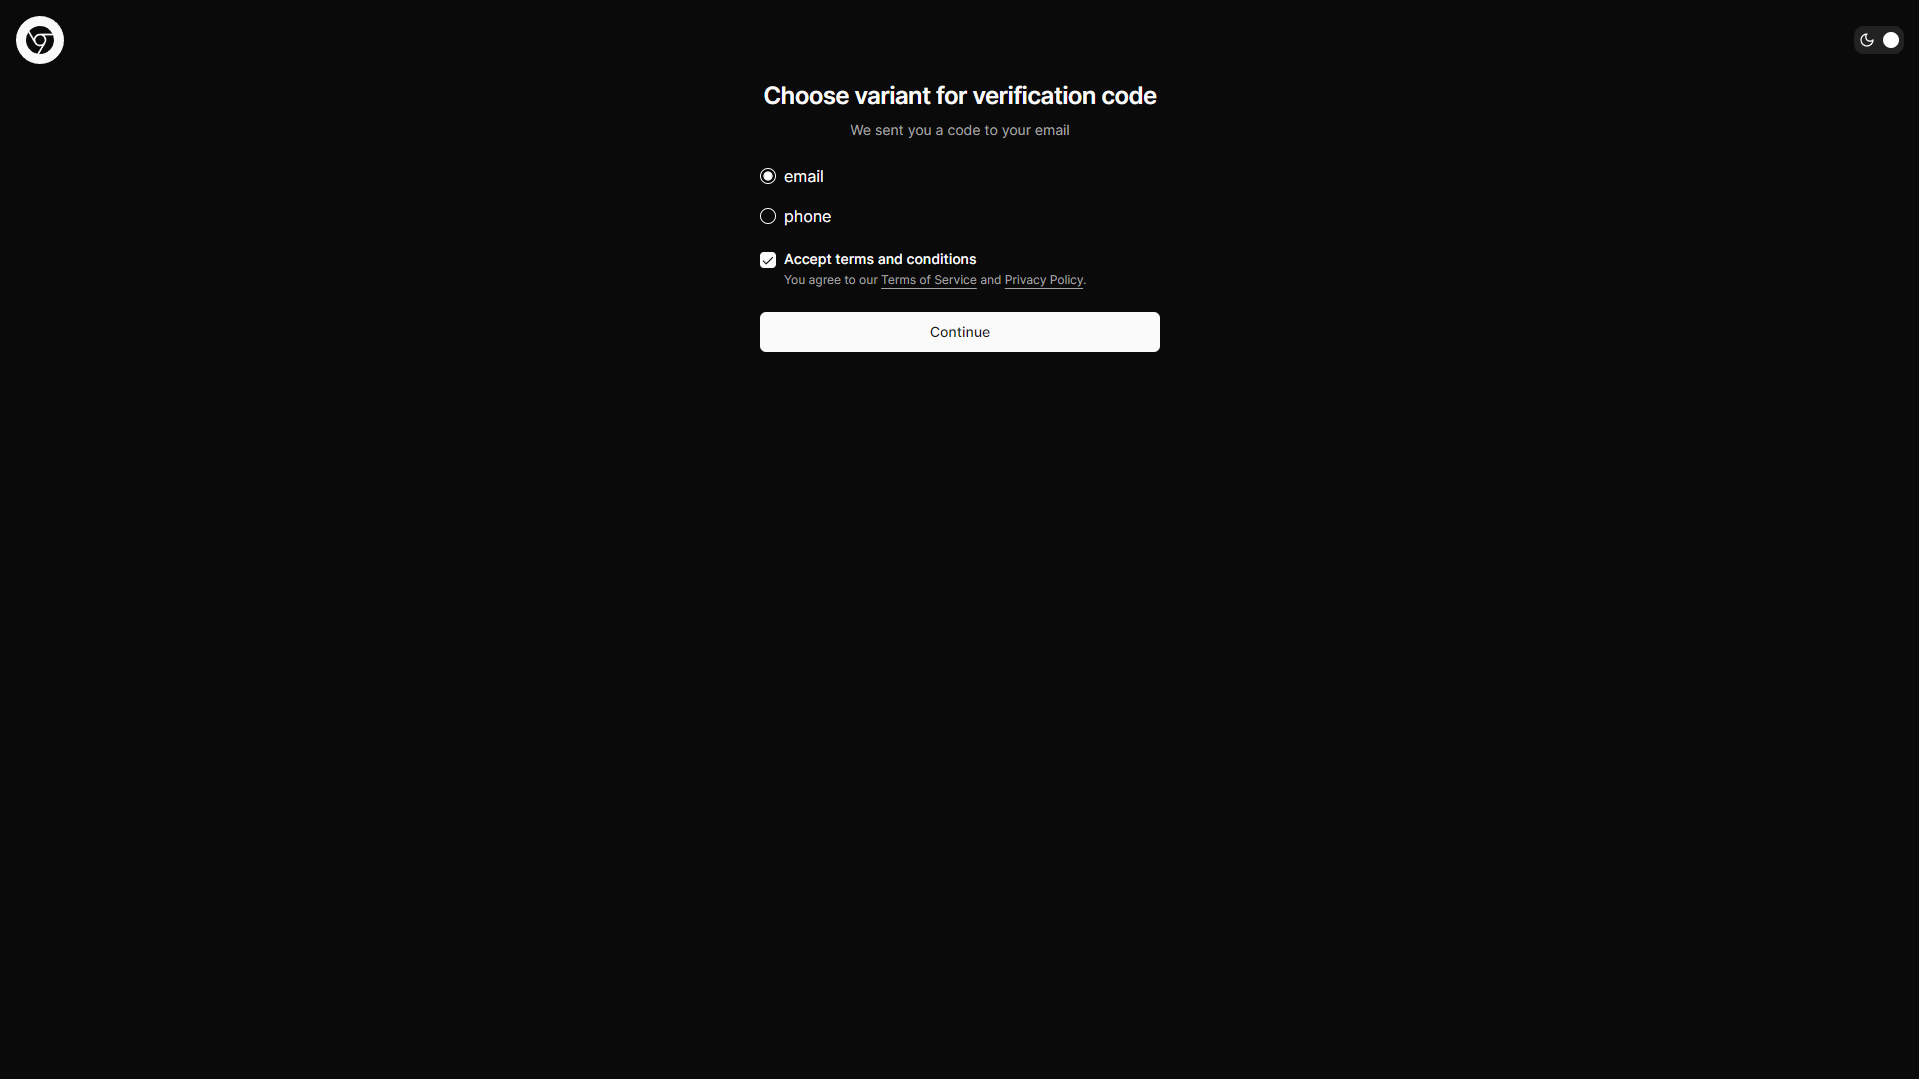 Choose variant for verification code
We sent you a code to your email
email
phone
Accept terms and conditions
You agree to our Terms of Service and Privacy Policy.
Continue